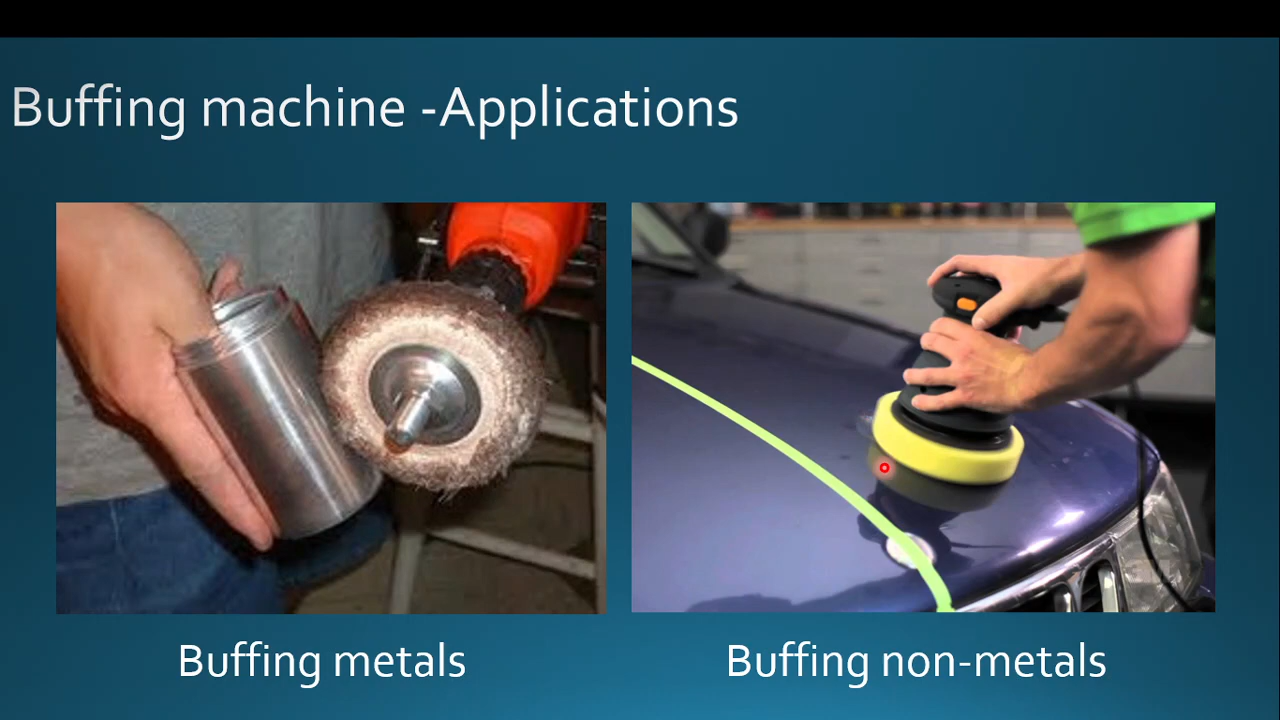 Buffing machine -Applications
Buffing metals
Buffing non-metals